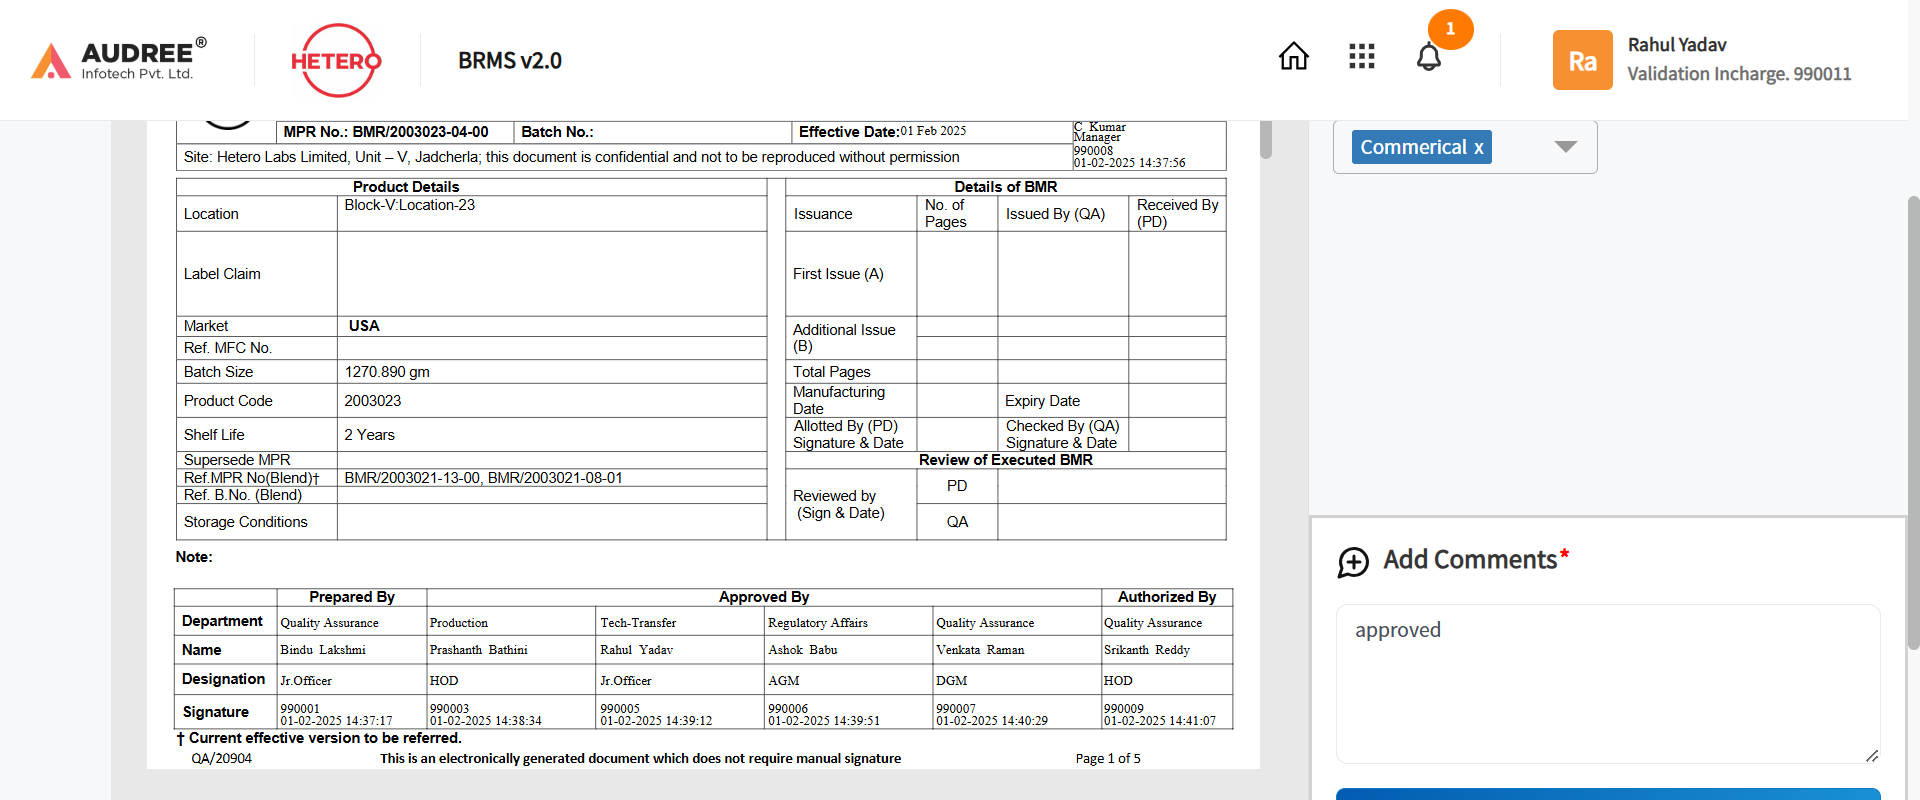 AUDREE®
Infotech Pvt. Ltd.
HETERO
BRMS v2.0
1
Ra
Rahul Yadav
Validation Incharge. 990011
MPR No.: BMR/2003023-04-00 Batch No.: Effective Date:01 Feb 2025
C Kumar
Manager
990008
01-02-2025 14:37:56
Site: Hetero Labs Limited, Unit – V, Jadcherla; this document is confidential and not to be reproduced without permission
Product Details
Location Block-V:Location-23
Label Claim
Market USA
Ref. MFC No.
Batch Size 1270.890 gm
Product Code 2003023
Shelf Life 2 Years
Supersede MPR
Ref.MPR No(Blend)† BMR/2003021-13-00, BMR/2003021-08-01
Ref. B.No. (Blend)
Storage Conditions
Details of BMR
Issuance No. of Pages Issued By (QA) Received By (PD)
First Issue (A)
Additional Issue (B)
Total Pages
Manufacturing Date Expiry Date
Allotted By (PD) Signature & Date Checked By (QA) Signature & Date
Review of Executed BMR
Reviewed by (Sign & Date) PD
QA
Note:
Prepared By Approved By Authorized By
Department Quality Assurance Production Tech-Transfer Regulatory Affairs Quality Assurance Quality Assurance
Name Bindu Lakshmi Prashanth Bathini Rahul Yadav Ashok Babu Venkata Raman Srikanth Reddy
Designation Jr.Officer HOD Jr.Officer AGM DGM HOD
Signature 990001 990003 990005 990006 990007 990009
01-02-2025 14:37:17 01-02-2025 14:38:34 01-02-2025 14:39:12 01-02-2025 14:39:51 01-02-2025 14:40:29 01-02-2025 14:41:07
† Current effective version to be referred.
QA/20904 This is an electronically generated document which does not require manual signature Page 1 of 5
Commerical x
Add Comments*
approved